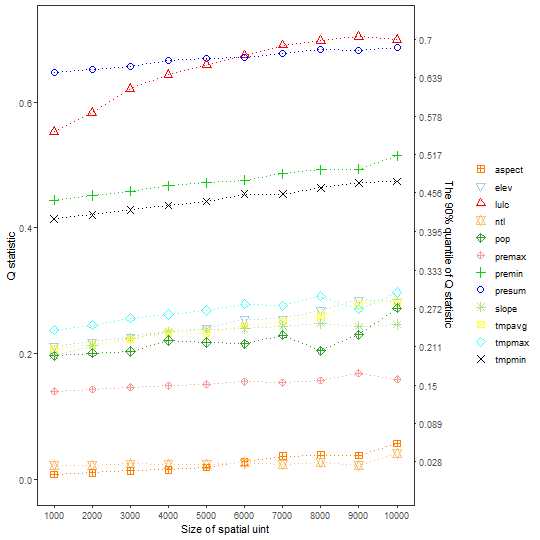 Q statistic
0.6
0.4
0.2
0.0
1000 2000 3000 4000 5000 6000 7000 8000 9000 10000
Size of spatial uint
0.7
0.639
0.578
0.517
0.456
0.395
0.333
0.272
0.211
0.15
0.089
0.028
The 90% quantile of Q statistic
aspect
elev
lulc
ntl
pop
premax
premin
presum
slope
tmpavg
tmpmax
tmpmin